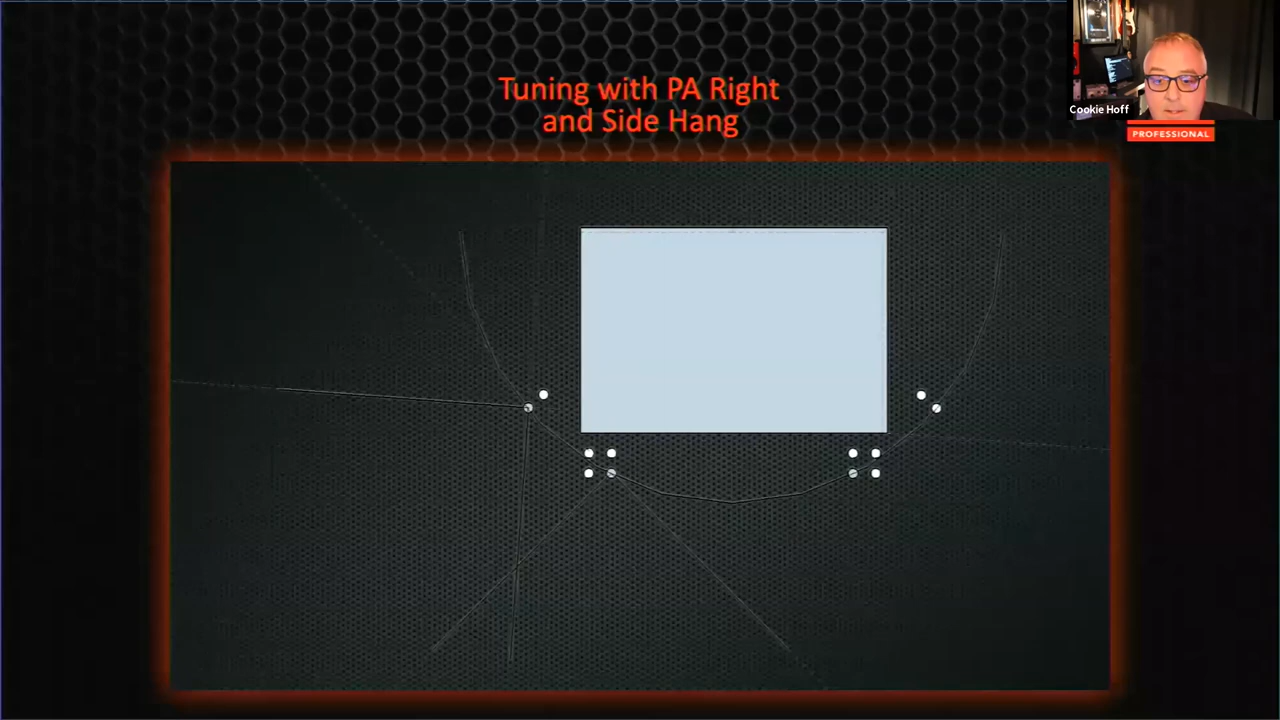 Tuning with PA Right
and Side Hang
Cookie Hoff
PROFESSIONAL